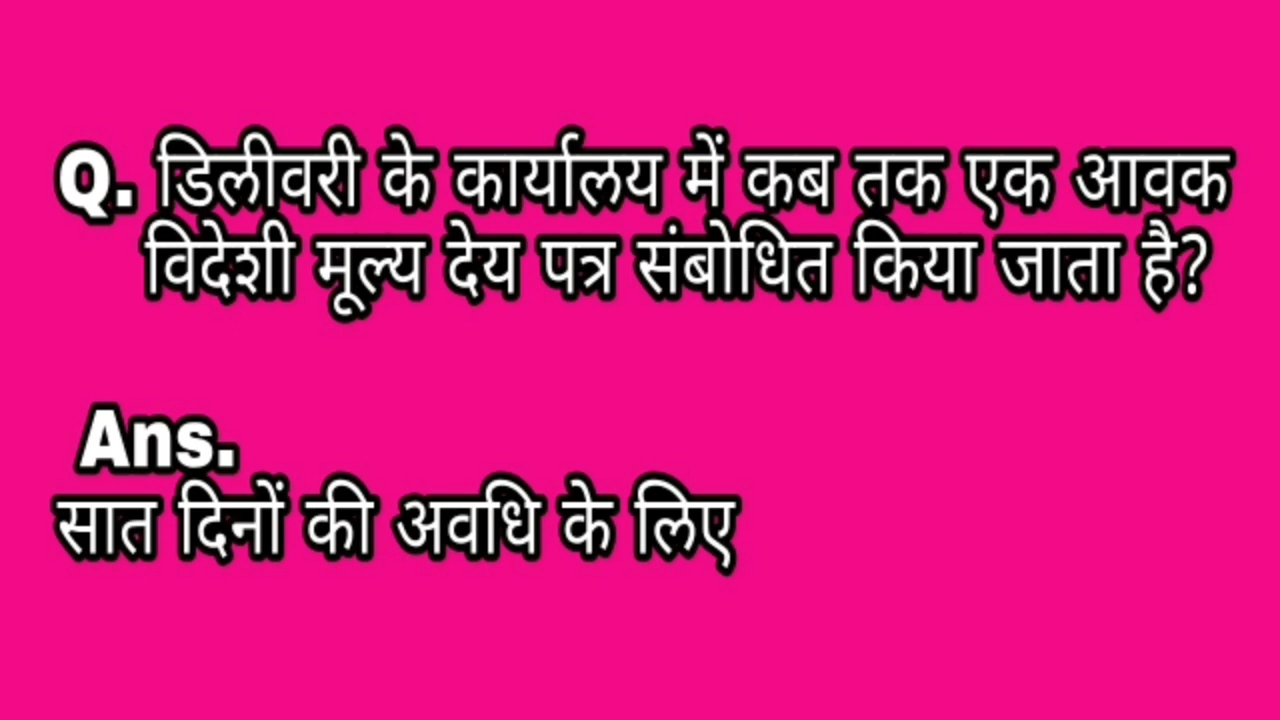 Q. डिलीवरी के कार्यालय में कब तक एक आवक
विदेशी मूल्य देय पत्र संबोधित किया जाता है?
Ans.
सात दिनों की अवधि के लिए